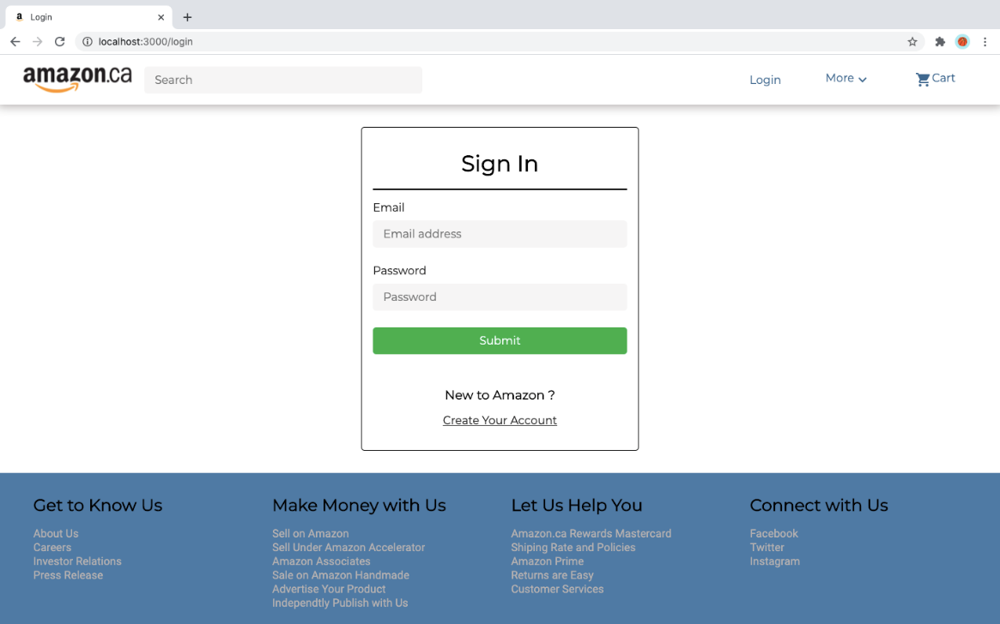 Login
localhost:3000/login
amazon.ca
Search
Login
More
Cart
Sign In
Email
Email address
Password
Password
Submit
New to Amazon ?
Create Your Account
Get to Know Us
About Us
Careers
Investor Relations
Press Release
Make Money with Us
Sell on Amazon
Sell Under Amazon Accelerator
Amazon Associates
Sale on Amazon Handmade
Advertise Your Product
Independtly Publish with Us
Let Us Help You
Amazon.ca Rewards Mastercard
Shiping Rate and Policies
Amazon Prime
Returns are Easy
Customer Services
Connect with Us
Facebook
Twitter
Instagram